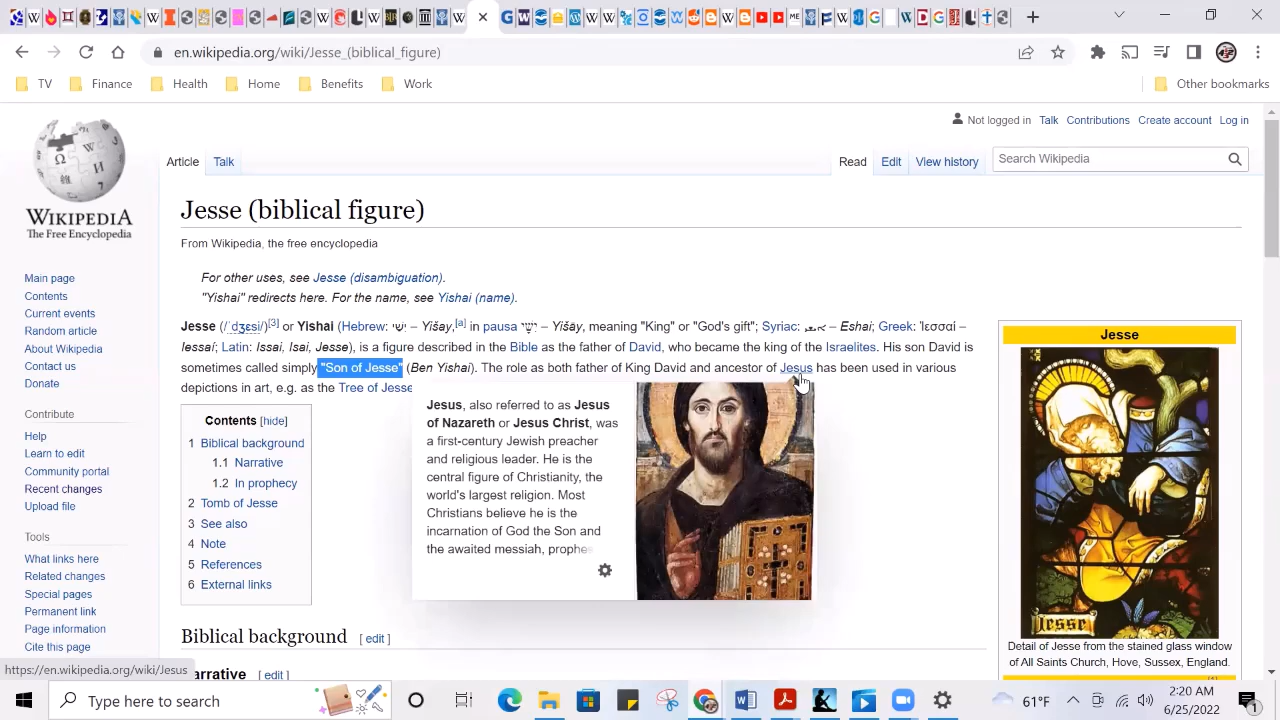 en.wikipedia.org/wiki/Jesse_(biblical_figure)
TV Finance Health Home Benefits Work Other bookmarks
Not logged in Talk Contributions Create account Log in
Article Talk Read Edit View history Search Wikipedia
WIKIPEDIA
The Free Encyclopedia
Jesse (biblical figure)
From Wikipedia, the free encyclopedia
For other uses, see Jesse (disambiguation).
"Yishai" redirects here. For the name, see Yishai (name).
Jesse (/ˈdʒɛsi/)[3] or Yishai (Hebrew: יִשַׁי – Yīšay,[a] in pausa יִשָׁי – Yīšāy, meaning "King" or "God's gift"; Syriac: – Eshai; Greek: Ἰεσσαί –
Iessaí; Latin: Issai, Isai, Jesse), is a figure described in the Bible as the father of David, who became the king of the Israelites. His son David is
sometimes called simply "Son of Jesse" (Ben Yishai). The role as both father of King David and ancestor of Jesus has been used in various
depictions in art, e.g. as the Tree of Jesse
Main page
Contents
Current events
Random article
About Wikipedia
Contact us
Donate
Contribute
Help
Learn to edit
Community portal
Recent changes
Upload file
Tools
What links here
Related changes
Special pages
Permanent link
Page information
Cite this page
https://en.wikipedia.org/wiki/Jesus
Contents [hide]
1 Biblical background
1.1 Narrative
1.2 In prophecy
2 Tomb of Jesse
3 See also
4 Note
5 References
6 External links
Jesus, also referred to as Jesus
of Nazareth or Jesus Christ, was
a first-century Jewish preacher
and religious leader. He is the
central figure of Christianity, the
world's largest religion. Most
Christians believe he is the
incarnation of God the Son and
the awaited messiah, prophe
Biblical background [ edit ]
Narrative [ edit ]
Jesse
Jesse
Detail of Jesse from the stained glass window
of All Saints Church, Hove, Sussex, England.
Type here to search
61°F
2:20 AM
6/25/2022
1